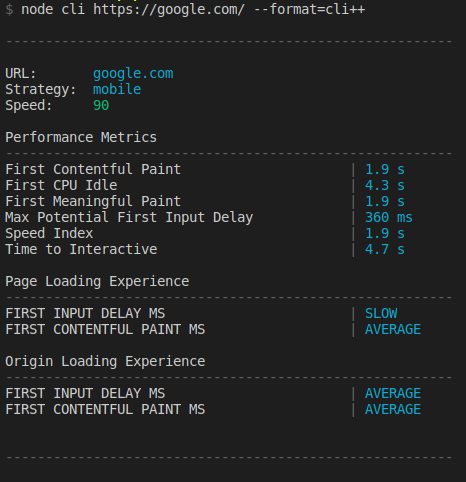 $ node cli https://google.com/ --format=cli++
--------------------------------------------------------
URL: google.com
Strategy: mobile
Speed: 90
Performance Metrics
--------------------------------------------------------
First Contentful Paint | 1.9 s
First CPU Idle | 4.3 s
First Meaningful Paint | 1.9 s
Max Potential First Input Delay | 360 ms
Speed Index | 1.9 s
Time to Interactive | 4.7 s
Page Loading Experience
--------------------------------------------------------
FIRST INPUT DELAY MS | SLOW
FIRST CONTENTFUL PAINT MS | AVERAGE
Origin Loading Experience
--------------------------------------------------------
FIRST INPUT DELAY MS | AVERAGE
FIRST CONTENTFUL PAINT MS | AVERAGE
--------------------------------------------------------